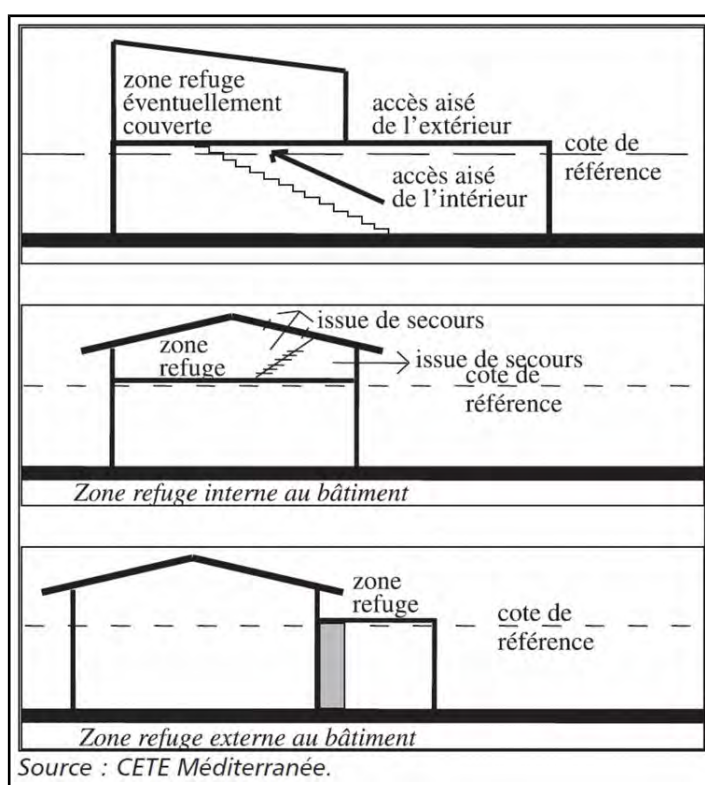 zone refuge
éventuellement
couverte
accès aisé
de l'extérieur
cote de
référence
accès aisé
de l'intérieur
issue de secours
zone
refuge
issue de secours
cote de
référence
Zone refuge interne au bâtiment
zone
refuge
cote de
référence
Zone refuge externe au bâtiment
Source : CETE Méditerranée.